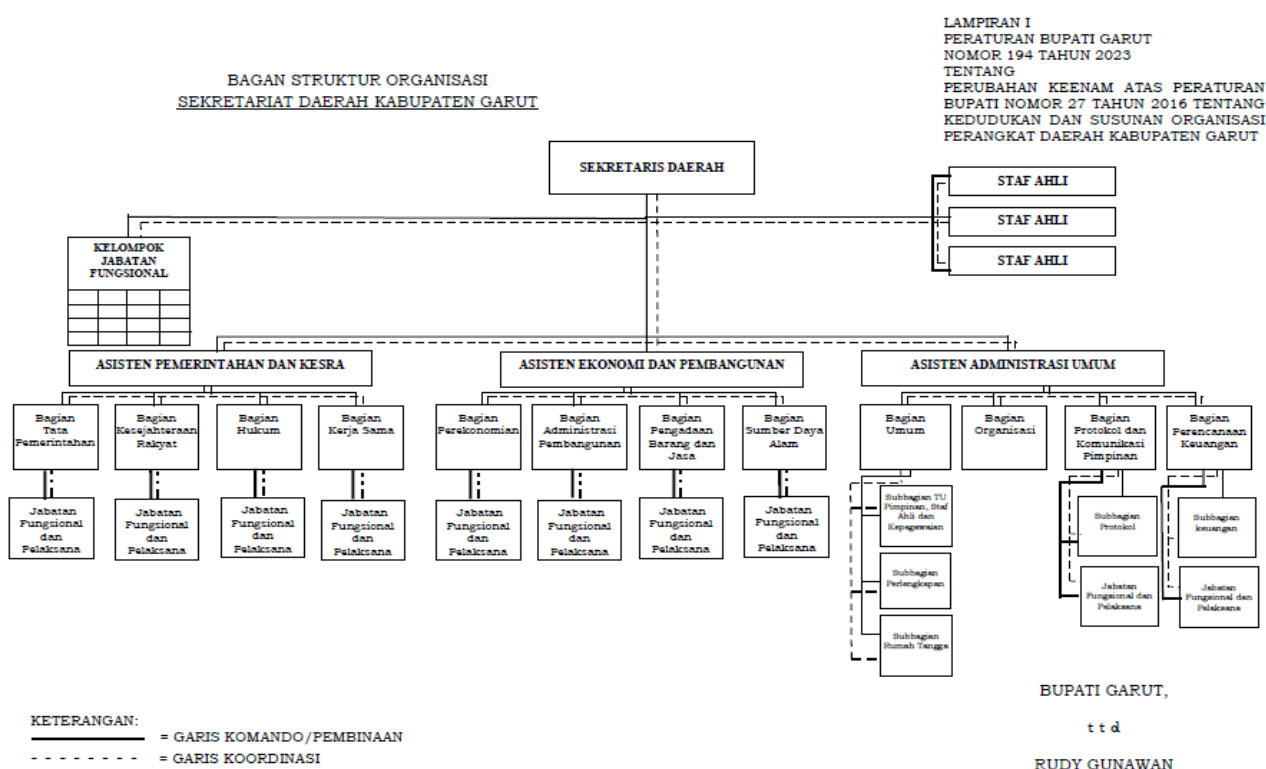 LAMPIRAN I
PERATURAN BUPATI GARUT
NOMOR 194 TAHUN 2023
TENTANG
PERUBAHAN KEENAM ATAS PERATURAN
BUPATI NOMOR 27 TAHUN 2016 TENTANG
KEDUDUKAN DAN SUSUNAN ORGANISASI
PERANGKAT DAERAH KABUPATEN GARUT
BAGAN STRUKTUR ORGANISASI
SEKRETARIAT DAERAH KABUPATEN GARUT
SEKRETARIS DAERAH
STAF AHLI
STAF AHLI
STAF AHLI
KELOMPOK
JABATAN
FUNGSIONAL
ASISTEN PEMERINTAHAN DAN KESRA
ASISTEN EKONOMI DAN PEMBANGUNAN
ASISTEN ADMINISTRASI UMUM
Bagian
Tata
Pemerintahan
Bagian
Kesejahteraan
Rakyat
Bagian
Hukum
Bagian
Kerja Sama
Bagian
Perekonomian
Bagian
Administrasi
Pembangunan
Bagian
Pengadaan
Barang dan
Jasa
Bagian
Sumber Daya
Alam
Bagian
Umum
Bagian
Organisasi
Bagian
Protokol dan
Komunikasi
Pimpinan
Bagian
Perencanaan
Keuangan
Jabatan
Fungsional
dan
Pelaksana
Jabatan
Fungsional
dan
Pelaksana
Jabatan
Fungsional
dan
Pelaksana
Jabatan
Fungsional
dan
Pelaksana
Jabatan
Fungsional
dan
Pelaksana
Jabatan
Fungsional
dan
Pelaksana
Jabatan
Fungsional
dan
Pelaksana
Jabatan
Fungsional
dan
Pelaksana
Subbagian TU
Pimpinan, Staf
Ahli dan
Kepagawaian
Subbagian
Perlengkapan
Subbagian
Rumah Tangga
Subbagian
Protokol
Jabatan
Fungsional dan
Pelaksana
Subbagian
keuangan
Jabatan
Fungsional dan
Pelaksana
KETERANGAN:
= GARIS KOMANDO/PEMBINAAN
= GARIS KOORDINASI
BUPATI GARUT,
t t d
RUDY GUNAWAN